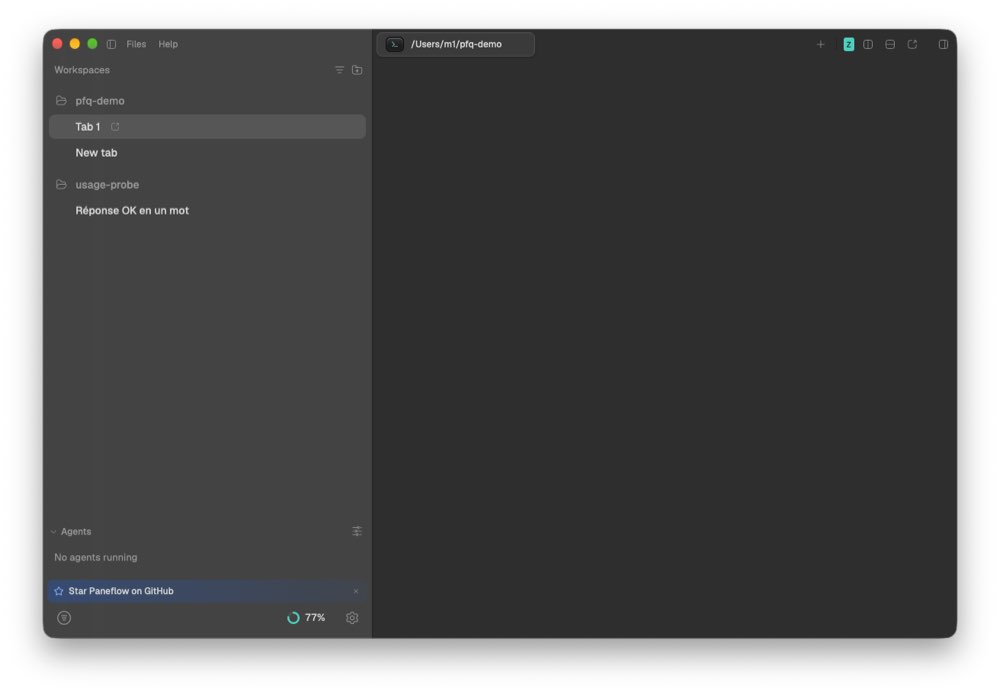 Files Help
/Users/m1/pfq-demo
Z
Workspaces
pfq-demo
Tab 1
New tab
usage-probe
Réponse OK en un mot
Agents
No agents running
Star Paneflow on GitHub
77%